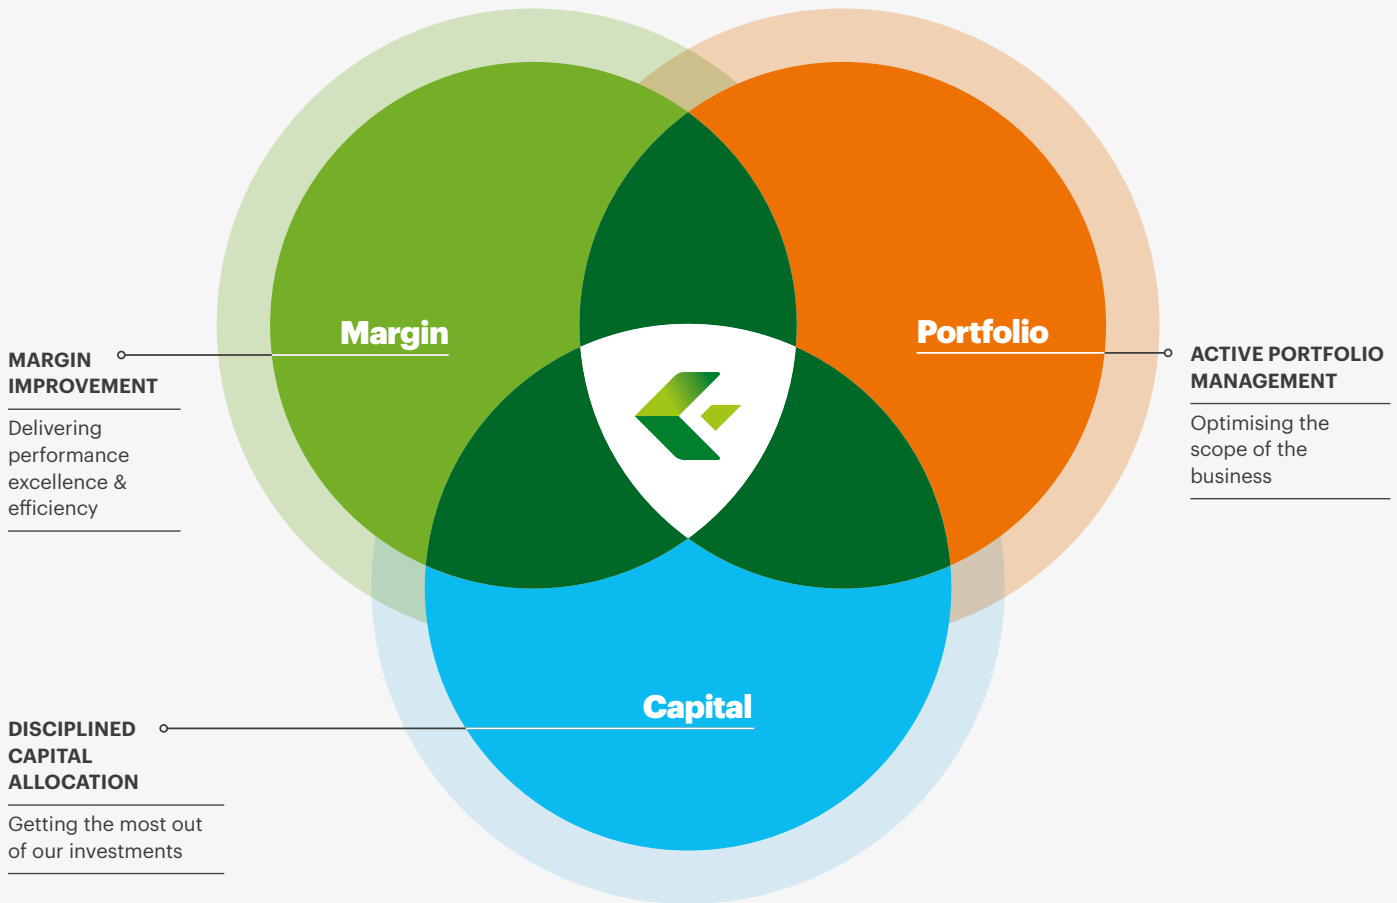 Margin
Portfolio
MARGIN
IMPROVEMENT
Delivering
performance
excellence &
efficiency
ACTIVE PORTFOLIO
MANAGEMENT
Optimising the
scope of the
business
Capital
DISCIPLINED
CAPITAL
ALLOCATION
Getting the most out
of our investments